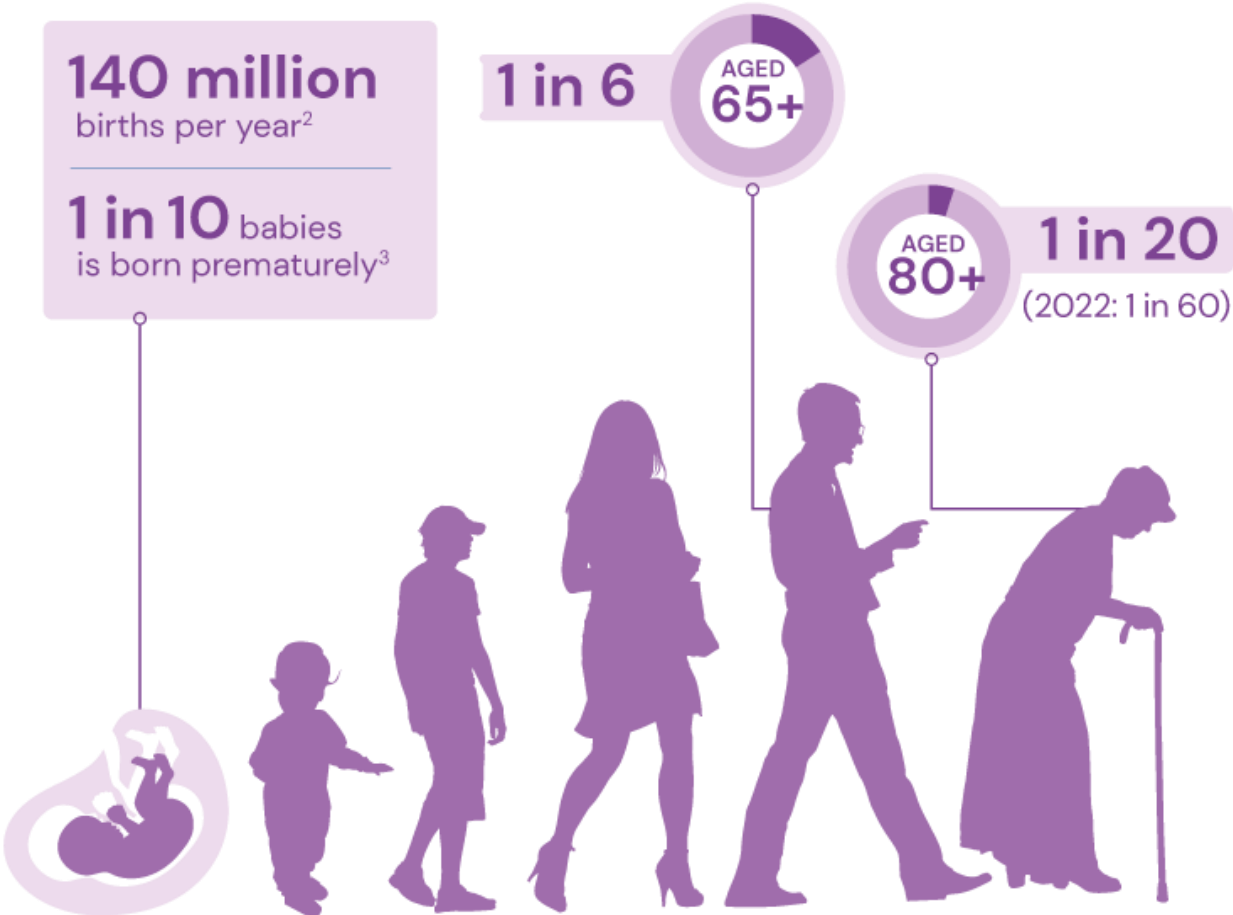 140 million
births per year²
1 in 10 babies
is born prematurely³
1 in 6
AGED
65+
AGED
80+
1 in 20
(2022: 1 in 60)